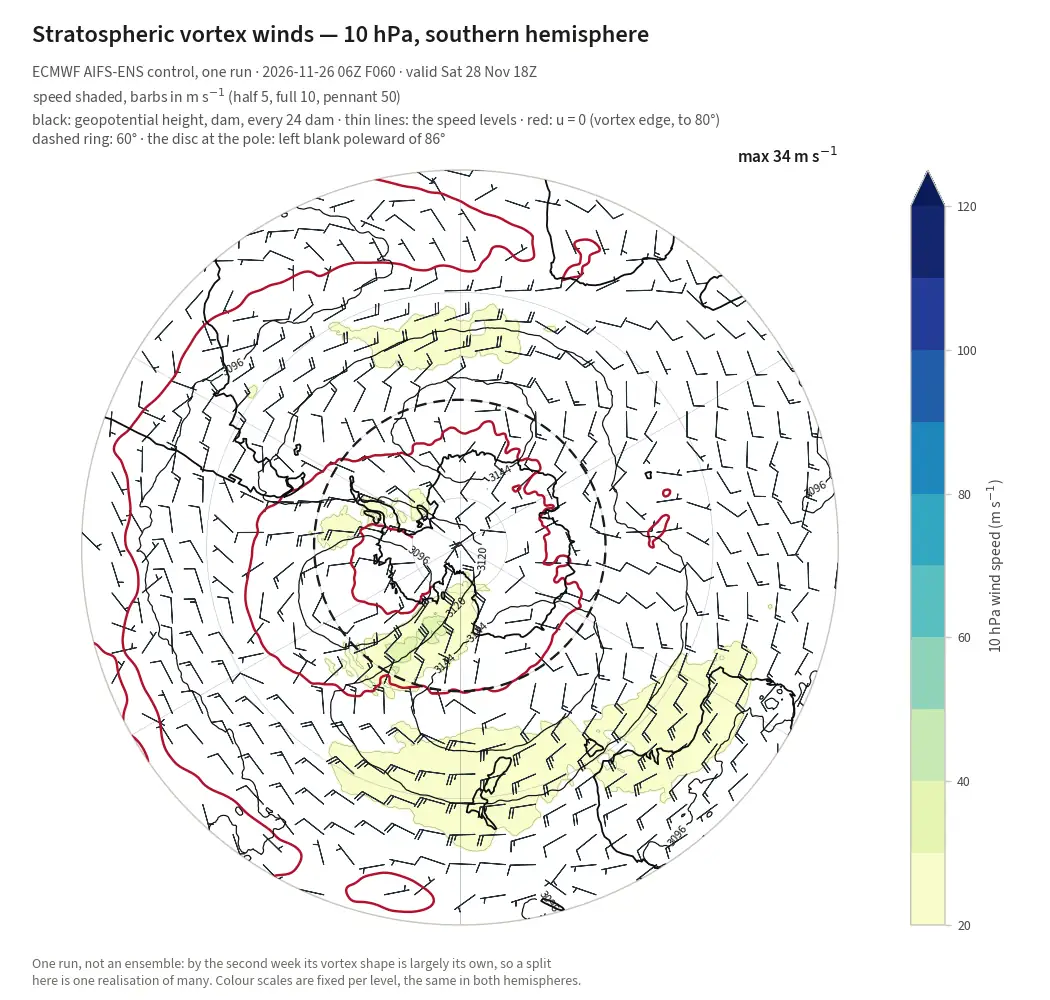 Stratospheric vortex winds — 10 hPa, southern hemisphere
ECMWF AIFS-ENS control, one run · 2026-11-26 06Z F060 · valid Sat 28 Nov 18Z
speed shaded, barbs in m s⁻¹ (half 5, full 10, pennant 50)
black: geopotential height, dam, every 24 dam · thin lines: the speed levels · red: u = 0 (vortex edge, to 80°)
dashed ring: 60° · the disc at the pole: left blank poleward of 86°
max 34 m s⁻¹
120
100
80
60
40
20
10 hPa wind speed (m s⁻¹)
3096
3144
3096
3096
3120
3120
3144
3144
3096
One run, not an ensemble: by the second week its vortex shape is largely its own, so a split
here is one realisation of many. Colour scales are fixed per level, the same in both hemispheres.